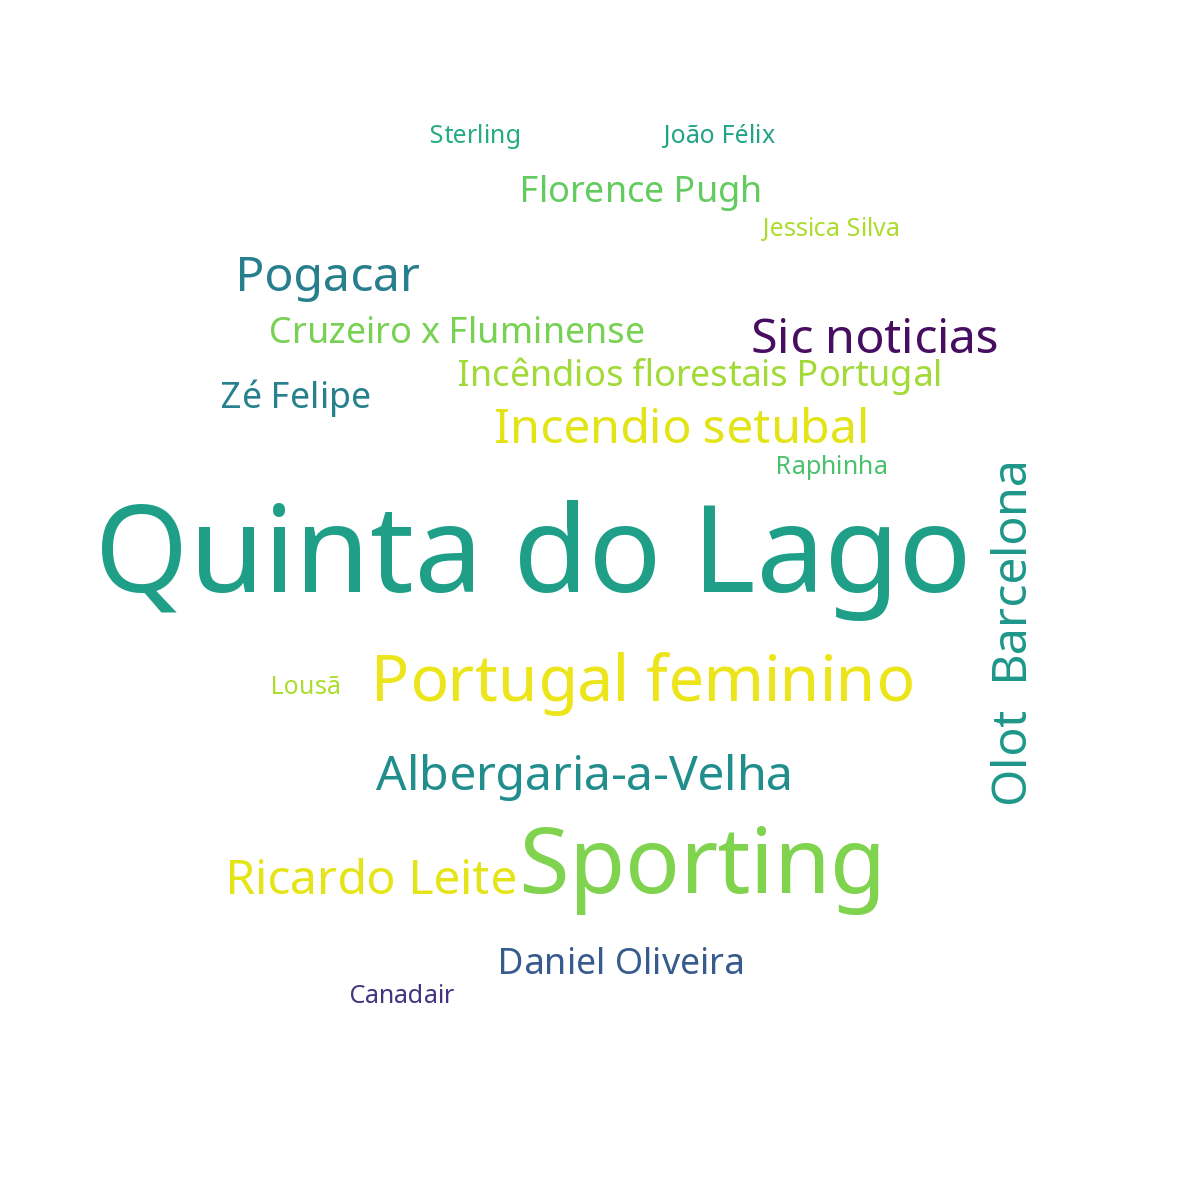 Sterling
João Félix
Florence Pugh
Jessica Silva
Pogacar
Cruzeiro x Fluminense
Sic noticias
Incêndios florestais Portugal
Zé Felipe
Incendio setubal
Raphinha
Quinta do Lago
Olot Barcelona
Portugal feminino
Lousã
Albergaria-a-Velha
Sporting
Ricardo Leite
Daniel Oliveira
Canadair